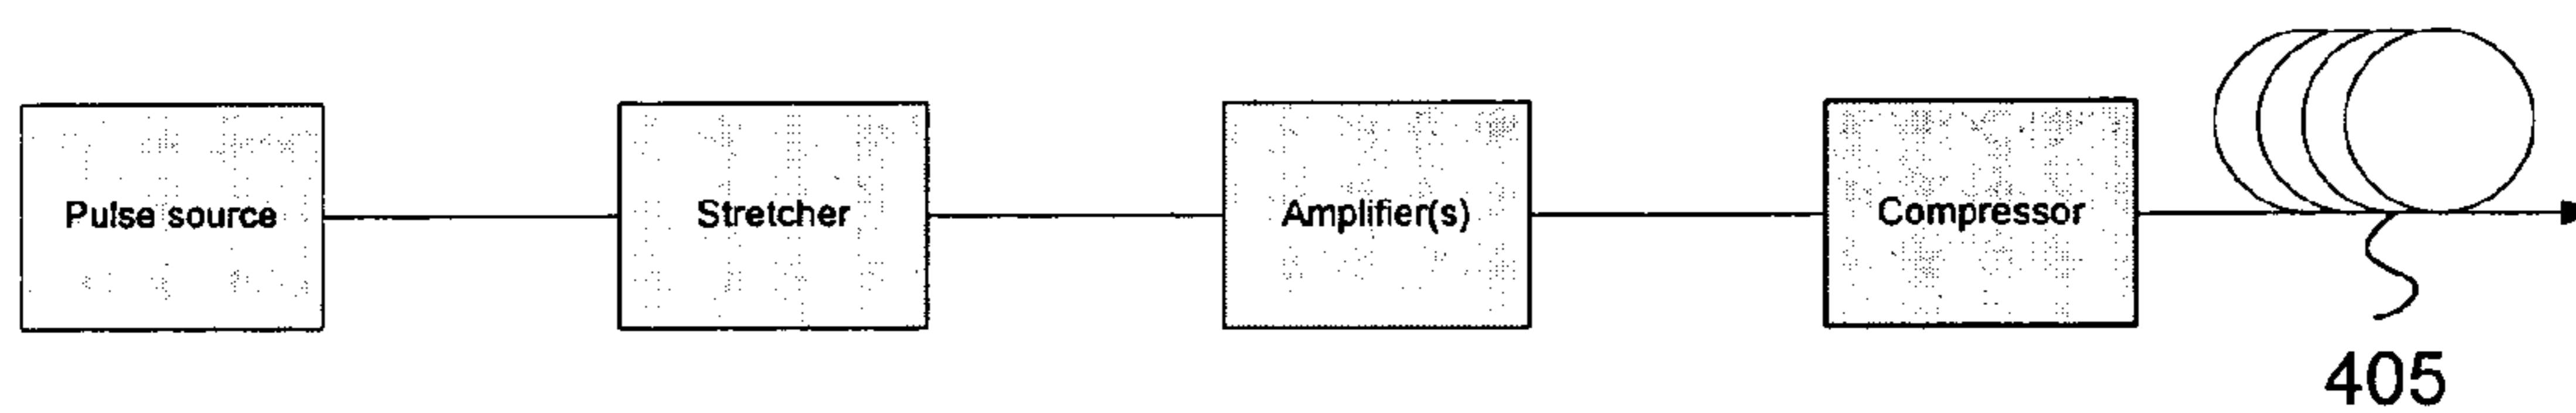 Pulse source
Stretcher
Amplifier(s)
Compressor
405